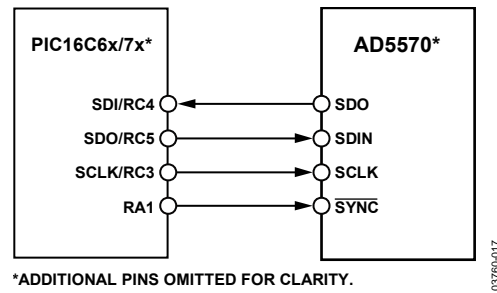 PIC16C6x/7x*
AD5570*
SDI/RC4
SDO
SDO/RC5
SDIN
SCLK/RC3
SCLK
RA1
SYNC
*ADDITIONAL PINS OMITTED FOR CLARITY.
03760-017